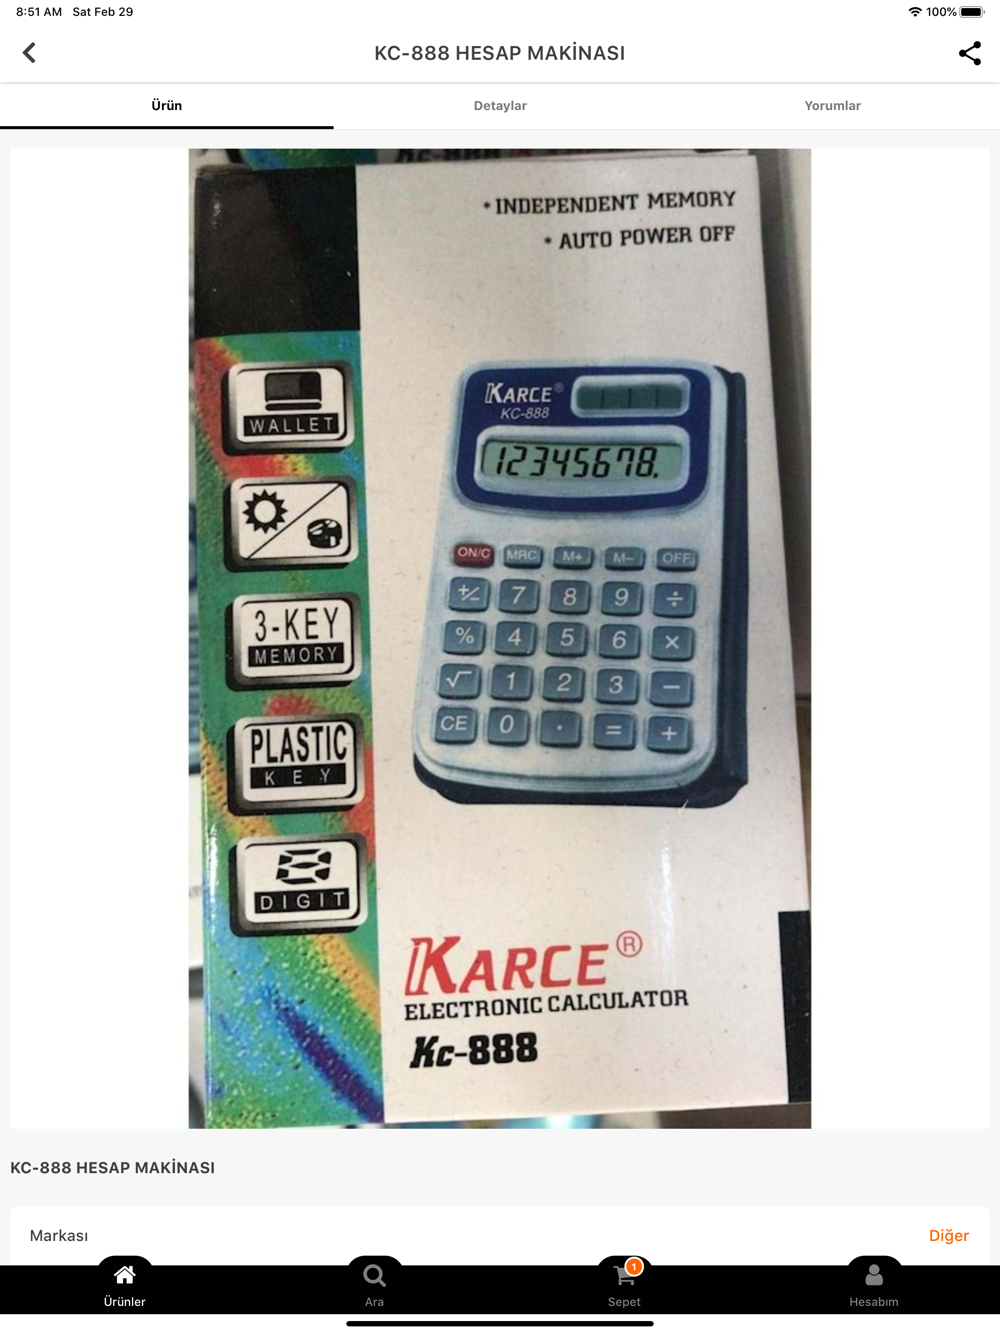 8:51 AM Sat Feb 29
100%
KC-888 HESAP MAKİNASI
Ürün
Detaylar
Yorumlar
* INDEPENDENT MEMORY
* AUTO POWER OFF
WALLET
3-KEY
MEMORY
PLASTIC
KEY
8
DIGIT
KARCE®
KC-888
12345678.
ON/C MRC M+ M− OFF
+/− 7 8 9 ÷
% 4 5 6 ×
√ 1 2 3 −
CE 0 . = +
KARCE®
ELECTRONIC CALCULATOR
Kc-888
KC-888 HESAP MAKİNASI
Markası
Diğer
1
Ürünler
Ara
Sepet
Hesabım